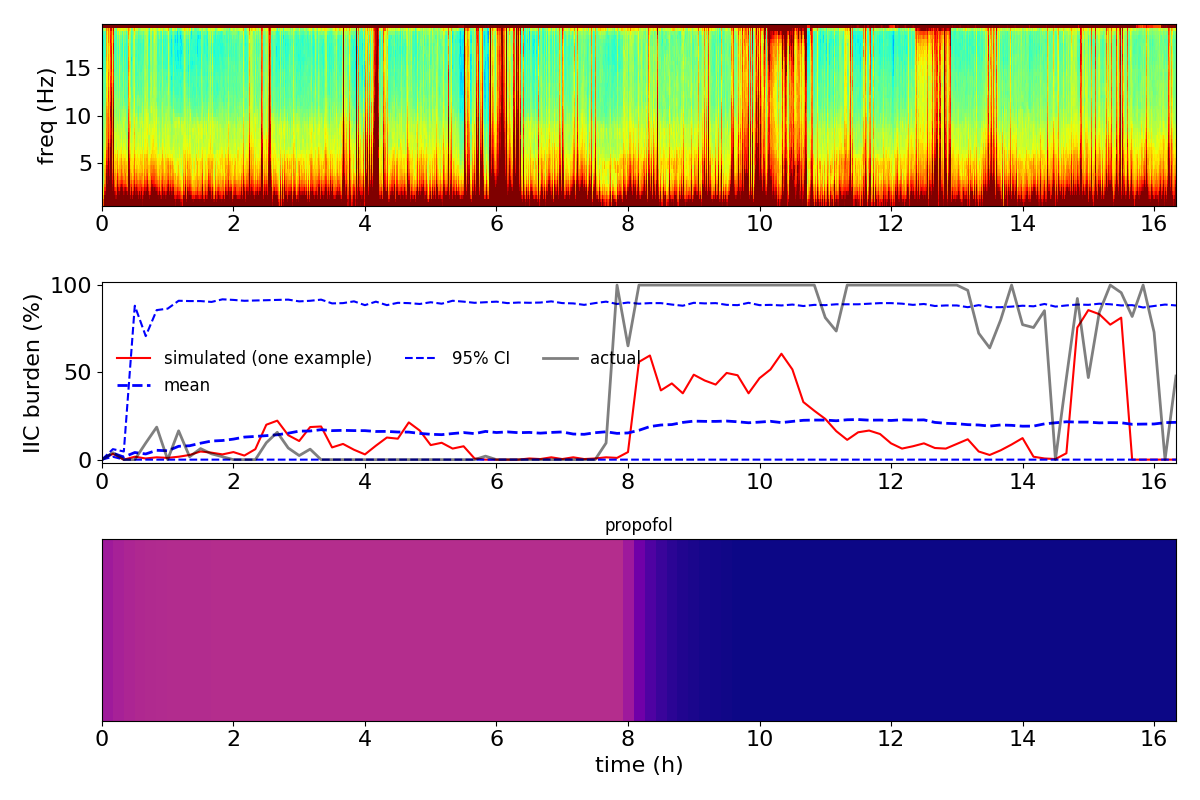 freq (Hz)
15
10
5
0 2 4 6 8 10 12 14 16
IIC burden (%)
100
50
0
simulated (one example) 95% CI actual
mean
0 2 4 6 8 10 12 14 16
propofol
0 2 4 6 8 10 12 14 16
time (h)